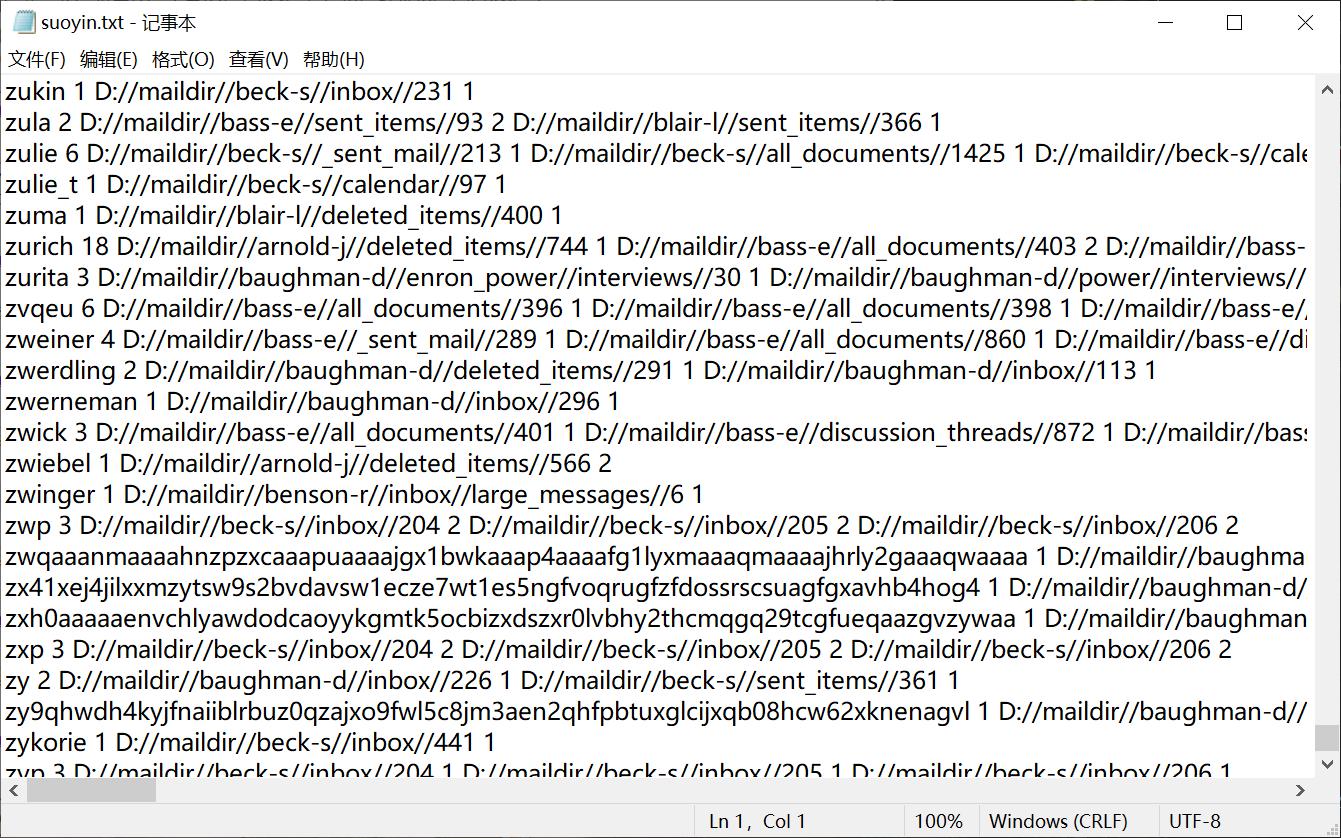 suoyin.txt - 记事本
文件(F) 编辑(E) 格式(O) 查看(V) 帮助(H)
zukin 1 D://maildir//beck-s//inbox//231 1
zula 2 D://maildir//bass-e//sent_items//93 2 D://maildir//blair-l//sent_items//366 1
zulie 6 D://maildir//beck-s//_sent_mail//213 1 D://maildir//beck-s//all_documents//1425 1 D://maildir//beck-s//cale
zulie_t 1 D://maildir//beck-s//calendar//97 1
zuma 1 D://maildir//blair-l//deleted_items//400 1
zurich 18 D://maildir//arnold-j//deleted_items//744 1 D://maildir//bass-e//all_documents//403 2 D://maildir//bass-
zurita 3 D://maildir//baughman-d//enron_power//interviews//30 1 D://maildir//baughman-d//power//interviews//
zvqeu 6 D://maildir//bass-e//all_documents//396 1 D://maildir//bass-e//all_documents//398 1 D://maildir//bass-e/
zweiner 4 D://maildir//bass-e//_sent_mail//289 1 D://maildir//bass-e//all_documents//860 1 D://maildir//bass-e//di
zwerdling 2 D://maildir//baughman-d//deleted_items//291 1 D://maildir//baughman-d//inbox//113 1
zwerneman 1 D://maildir//baughman-d//inbox//296 1
zwick 3 D://maildir//bass-e//all_documents//401 1 D://maildir//bass-e//discussion_threads//872 1 D://maildir//bas
zwiebel 1 D://maildir//arnold-j//deleted_items//566 2
zwinger 1 D://maildir//benson-r//inbox//large_messages//6 1
zwp 3 D://maildir//beck-s//inbox//204 2 D://maildir//beck-s//inbox//205 2 D://maildir//beck-s//inbox//206 2
zwqaaanmaaaahnzpzxcaaapuaaaajgx1bwkaaap4aaaafg1lyxmaaaqmaaaajhrly2gaaaqwaaaa 1 D://maildir//baughma
zx41xej4jilxxmzytsw9s2bvdavsw1ecze7wt1es5ngfvoqrugfzfdossrscsuagfgxavhb4hog4 1 D://maildir//baughman-d/
zxh0aaaaaenvchlyawdodcaoyykgmtk5ocbizxdszxr0lvbhy2thcmqgq29tcgfueqaazgvzywaa 1 D://maildir//baughman
zxp 3 D://maildir//beck-s//inbox//204 2 D://maildir//beck-s//inbox//205 2 D://maildir//beck-s//inbox//206 2
zy 2 D://maildir//baughman-d//inbox//226 1 D://maildir//beck-s//sent_items//361 1
zy9qhwdh4kyjfnaiiblrbuz0qzajxo9fwl5c8jm3aen2qhfpbtuxglcijxqb08hcw62xknenagvl 1 D://maildir//baughman-d//
zykorie 1 D://maildir//beck-s//inbox//441 1
zyp 3 D://maildir//beck-s//inbox//204 1 D://maildir//beck-s//inbox//205 1 D://maildir//beck-s//inbox//206 1
Ln 1, Col 1 100% Windows (CRLF) UTF-8